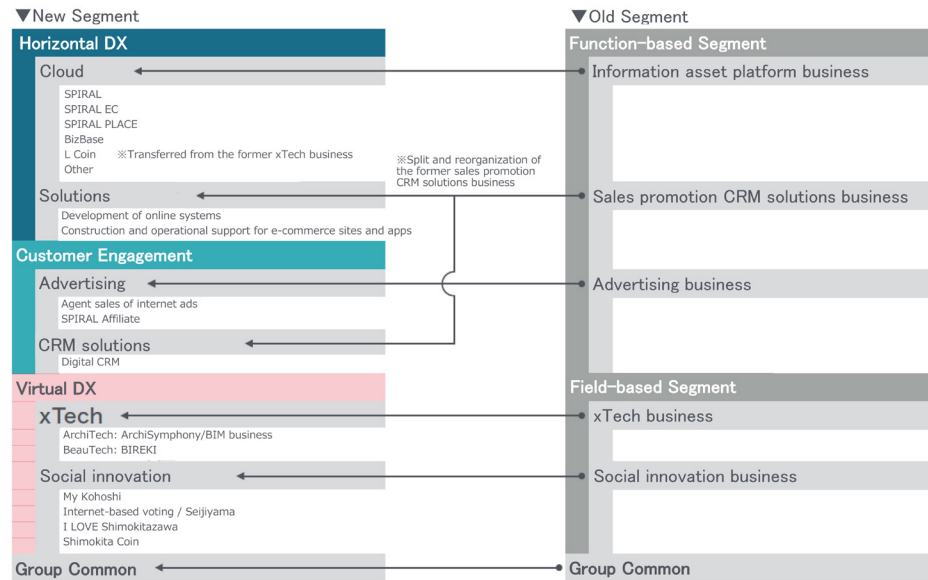 ▼New Segment
Horizontal DX
Cloud
SPIRAL
SPIRAL EC
SPIRAL PLACE
BizBase
L Coin ※Transferred from the former xTech business
Other
Solutions
Development of online systems
Construction and operational support for e-commerce sites and apps
Customer Engagement
Advertising
Agent sales of internet ads
SPIRAL Affiliate
CRM solutions
Digital CRM
Virtual DX
xTech
ArchiTech: ArchiSymphony/BIM business
BeauTech: BIREKI
Social innovation
My Kohoshi
Internet-based voting / Seijiyama
I LOVE Shimokitazawa
Shimokita Coin
Group Common
※Split and reorganization of
the former sales promotion
CRM solutions business
▼Old Segment
Function-based Segment
Information asset platform business
Sales promotion CRM solutions business
Advertising business
Field-based Segment
xTech business
Social innovation business
Group Common